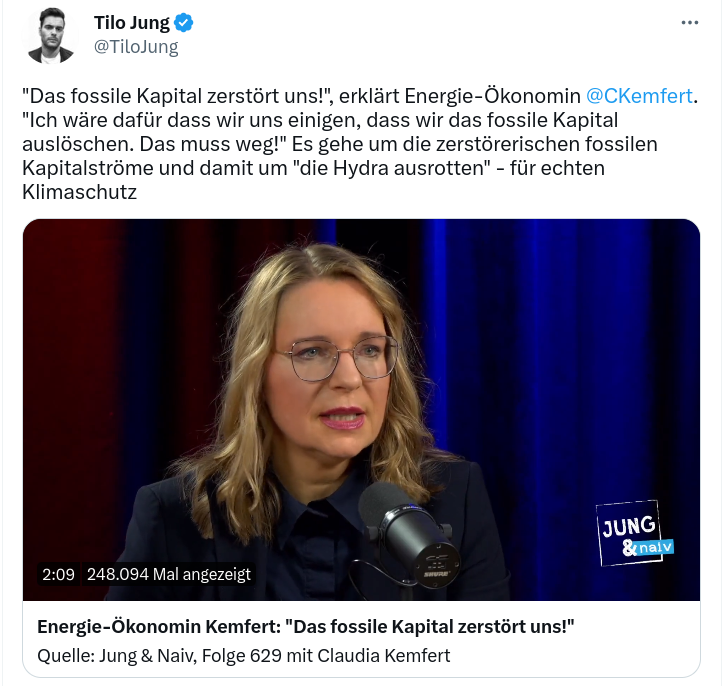 Tilo Jung
@TiloJung
"Das fossile Kapital zerstört uns!", erklärt Energie-Ökonomin @CKemfert.
"Ich wäre dafür dass wir uns einigen, dass wir das fossile Kapital
auslöschen. Das muss weg!" Es gehe um die zerstörerischen fossilen
Kapitalströme und damit um "die Hydra ausrotten" - für echten
Klimaschutz
JUNG
& naiv
SHURE
2:09 248.094 Mal angezeigt
Energie-Ökonomin Kemfert: "Das fossile Kapital zerstört uns!"
Quelle: Jung & Naiv, Folge 629 mit Claudia Kemfert